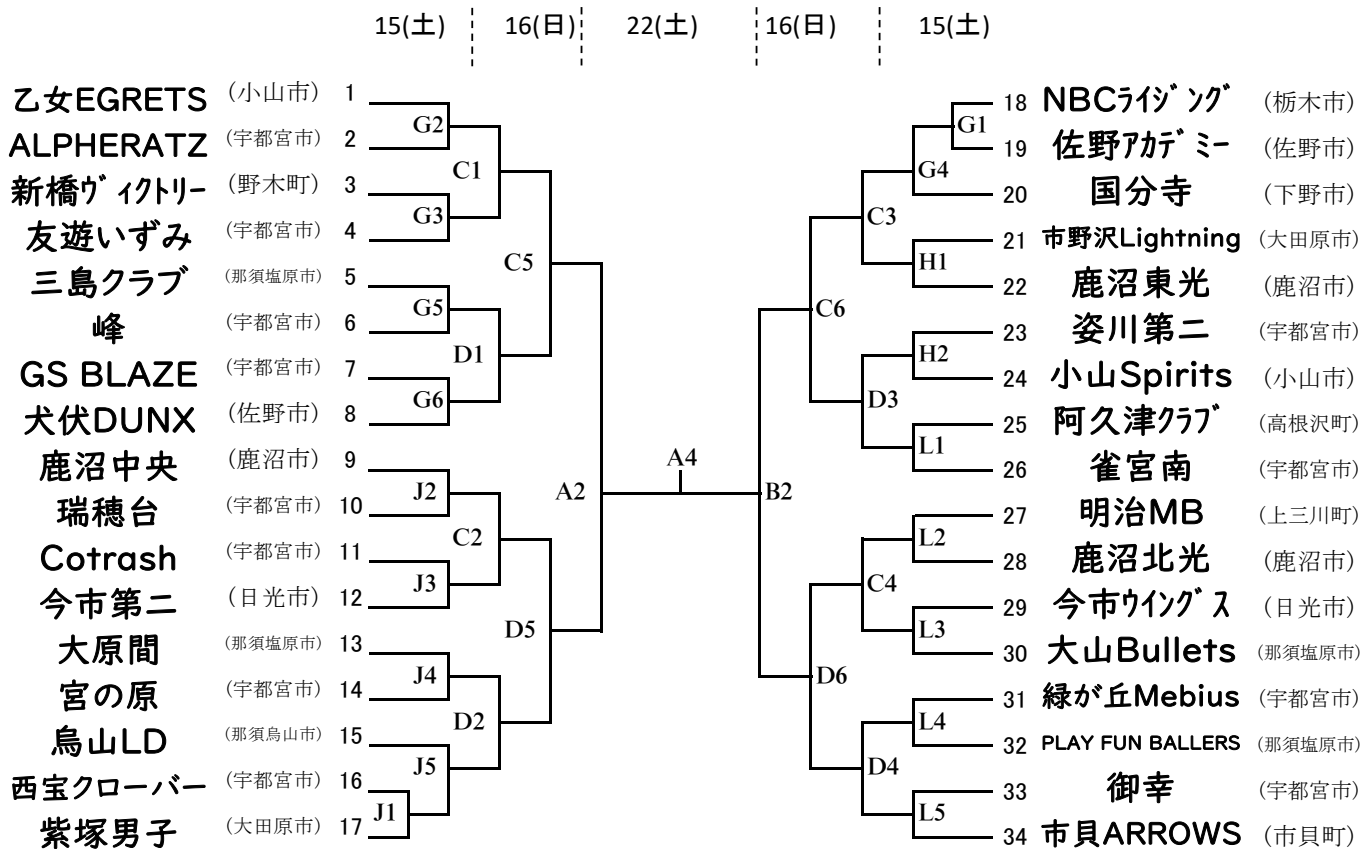 15(土) 16(日) 22(土) 16(日) 15(土)
乙女EGRETS (小山市) 1
ALPHERATZ (宇都宮市) 2
新橋ヴィクトリー (野木町) 3
友遊いずみ (宇都宮市) 4
三島クラブ (那須塩原市) 5
峰 (宇都宮市) 6
GS BLAZE (宇都宮市) 7
犬伏DUNX (佐野市) 8
鹿沼中央 (鹿沼市) 9
瑞穂台 (宇都宮市) 10
Cotrash (宇都宮市) 11
今市第二 (日光市) 12
大原間 (那須塩原市) 13
宮の原 (宇都宮市) 14
烏山LD (那須烏山市) 15
西宝クローバー (宇都宮市) 16
紫塚男子 (大田原市) 17
G2
G3
G5
G6
J2
J3
J4
J5
J1
C1
D1
C2
D2
C5
D5
A2
A4
B2
C6
D6
C3
D3
C4
D4
G1
G4
H1
H2
L1
L2
L3
L4
L5
18 NBCライジング (栃木市)
19 佐野アカデミー (佐野市)
20 国分寺 (下野市)
21 市野沢Lightning (大田原市)
22 鹿沼東光 (鹿沼市)
23 姿川第二 (宇都宮市)
24 小山Spirits (小山市)
25 阿久津クラブ (高根沢町)
26 雀宮南 (宇都宮市)
27 明治MB (上三川町)
28 鹿沼北光 (鹿沼市)
29 今市ウイングス (日光市)
30 大山Bullets (那須塩原市)
31 緑が丘Mebius (宇都宮市)
32 PLAY FUN BALLERS (那須塩原市)
33 御幸 (宇都宮市)
34 市貝ARROWS (市貝町)